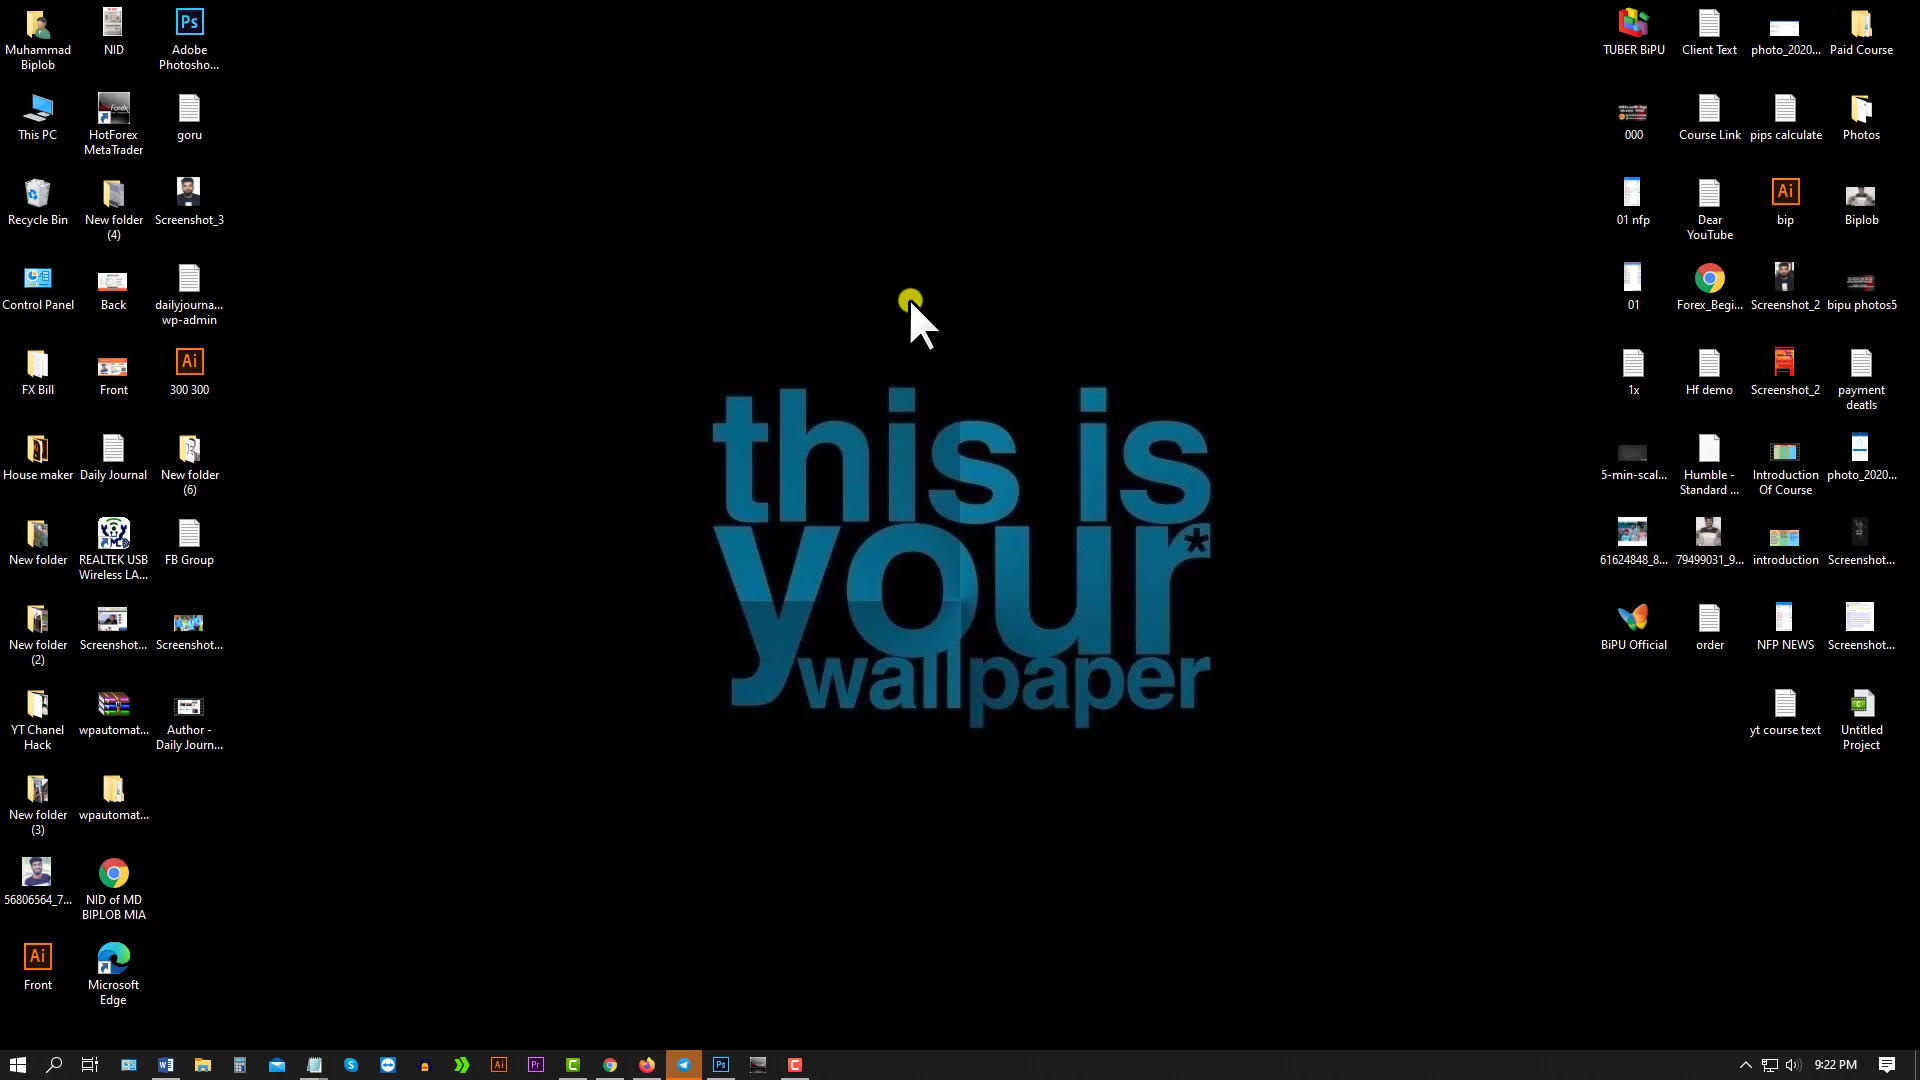 Muhammad
Biplob
NID
Adobe
Photosho...
This PC
HotForex
MetaTrader
goru
Recycle Bin
New folder
(4)
Screenshot_3
Control Panel
Back
dailyjourna...
wp-admin
FX Bill
Front
300 300
House maker
Daily Journal
New folder
(6)
New folder
REALTEK USB
Wireless LA...
FB Group
New folder
(2)
Screenshot...
Screenshot...
YT Chanel
Hack
wpautomat...
Author -
Daily Journ...
New folder
(3)
wpautomat...
56806564_7...
NID of MD
BIPLOB MIA
Front
Microsoft
Edge
this is
your*
wallpaper
TUBER BiPU
Client Text
photo_2020...
Paid Course
000
Course Link
pips calculate
Photos
01 nfp
Dear
YouTube
bip
Biplob
01
Forex_Begi...
Screenshot_2
bipu photos5
1x
Hf demo
Screenshot_2
payment
deatls
5-min-scal...
Humble -
Standard ...
Introduction
Of Course
photo_2020...
61624848_8...
79499031_9...
introduction
Screenshot...
BiPU Official
order
NFP NEWS
Screenshot...
yt course text
Untitled
Project
9:22 PM